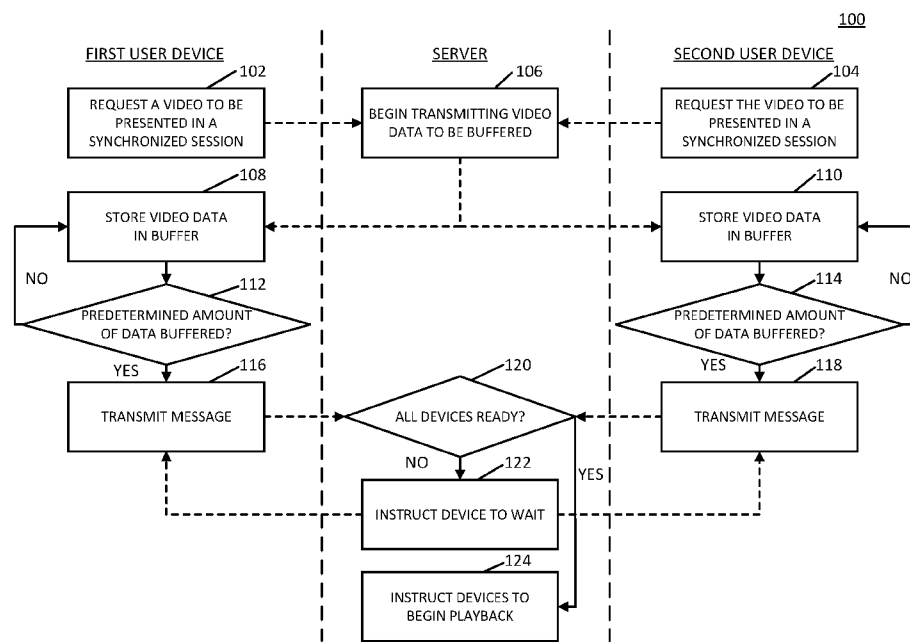 100
FIRST USER DEVICE
SERVER
SECOND USER DEVICE
102
106
104
REQUEST A VIDEO TO BE
PRESENTED IN A
SYNCHRONIZED SESSION
BEGIN TRANSMITTING VIDEO
DATA TO BE BUFFERED
REQUEST THE VIDEO TO BE
PRESENTED IN A
SYNCHRONIZED SESSION
108
110
STORE VIDEO DATA
IN BUFFER
STORE VIDEO DATA
IN BUFFER
NO
112
114
NO
PREDETERMINED AMOUNT
OF DATA BUFFERED?
PREDETERMINED AMOUNT
OF DATA BUFFERED?
YES
116
120
YES
118
TRANSMIT MESSAGE
ALL DEVICES READY?
TRANSMIT MESSAGE
NO
122
YES
INSTRUCT DEVICE TO WAIT
124
INSTRUCT DEVICES TO
BEGIN PLAYBACK